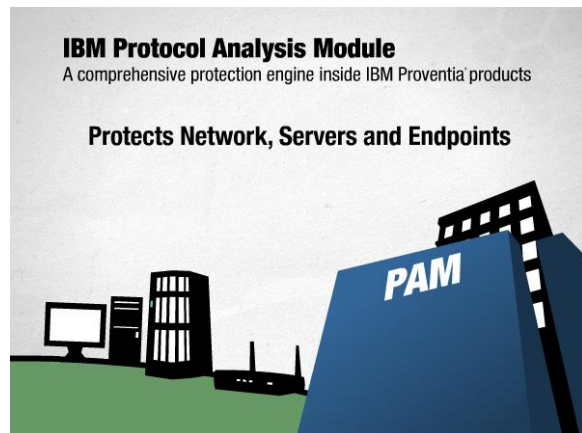 IBM Protocol Analysis Module
A comprehensive protection engine inside IBM Proventia® products
Protects Network, Servers and Endpoints
PAM